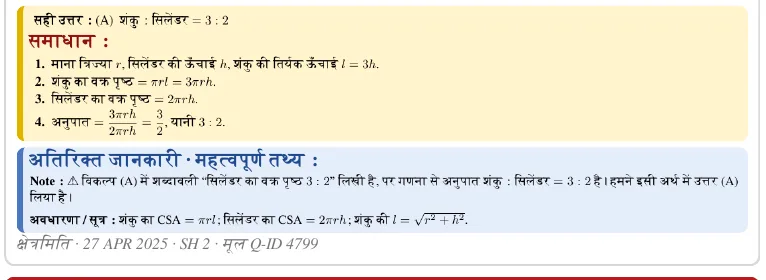 सही उत्तर : (A) शंकु : सिलेंडर = 3 : 2
समाधान :
1. माना त्रिज्या r, सिलेंडर की ऊँचाई h, शंकु की तिर्यक ऊँचाई l = 3h.
2. शंकु का वक्र पृष्ठ = πrl = 3πrh.
3. सिलेंडर का वक्र पृष्ठ = 2πrh.
4. अनुपात = 3πrh/2πrh = 3/2, यानी 3 : 2.
अतिरिक्त जानकारी · महत्वपूर्ण तथ्य :
Note : ⚠ विकल्प (A) में शब्दावली “सिलेंडर का वक्र पृष्ठ 3 : 2” लिखी है, पर गणना से अनुपात शंकु : सिलेंडर = 3 : 2 है। हमने इसी अर्थ में उत्तर (A)
लिया है।
अवधारणा / सूत्र : शंकु का CSA = πrl; सिलेंडर का CSA = 2πrh; शंकु की l = √(r² + h²).
क्षेत्रमिति · 27 APR 2025 · SH 2 · मूल Q-ID 4799